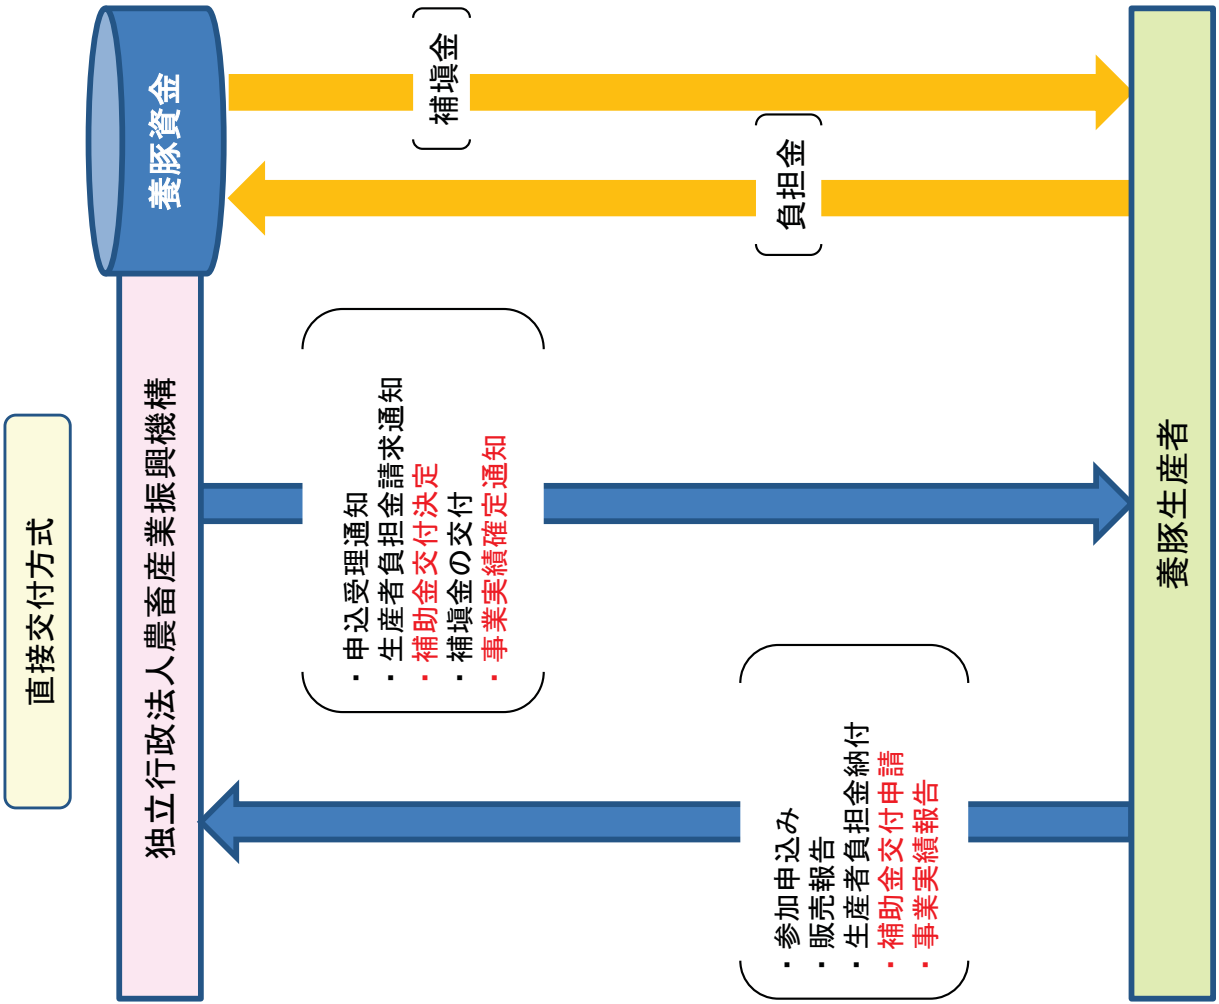 直接交付方式
独立行政法人農畜産業振興機構
養豚資金
・申込受理通知
・生産者負担金請求通知
・補助金交付決定
・補填金の交付
・事業実績確定通知
補塡金
負担金
・参加申込み
・販売報告
・生産者負担金納付
・補助金交付申請
・事業実績報告
養豚生産者